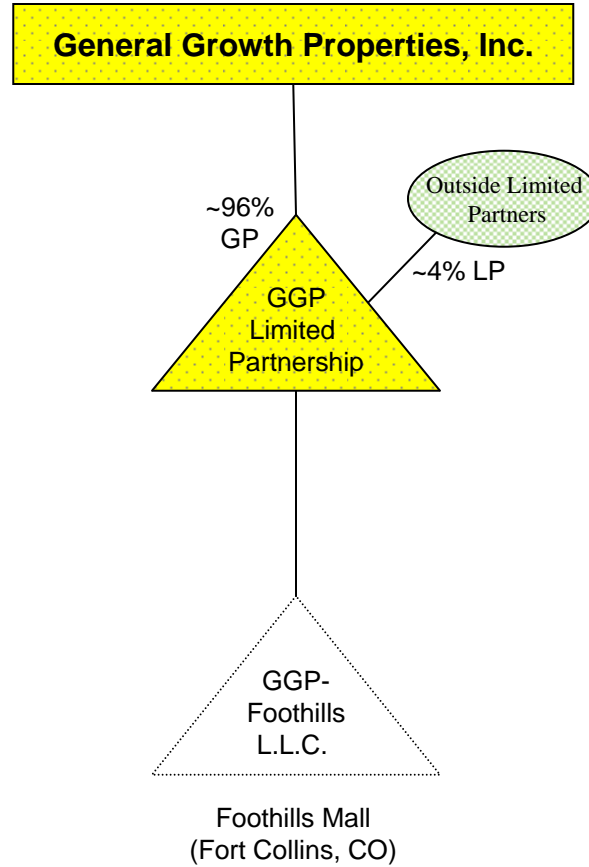 General Growth Properties, Inc.
Outside Limited
Partners
~96%
GP
~4% LP
GGP
Limited
Partnership
GGP-
Foothills
L.L.C.
Foothills Mall
(Fort Collins, CO)